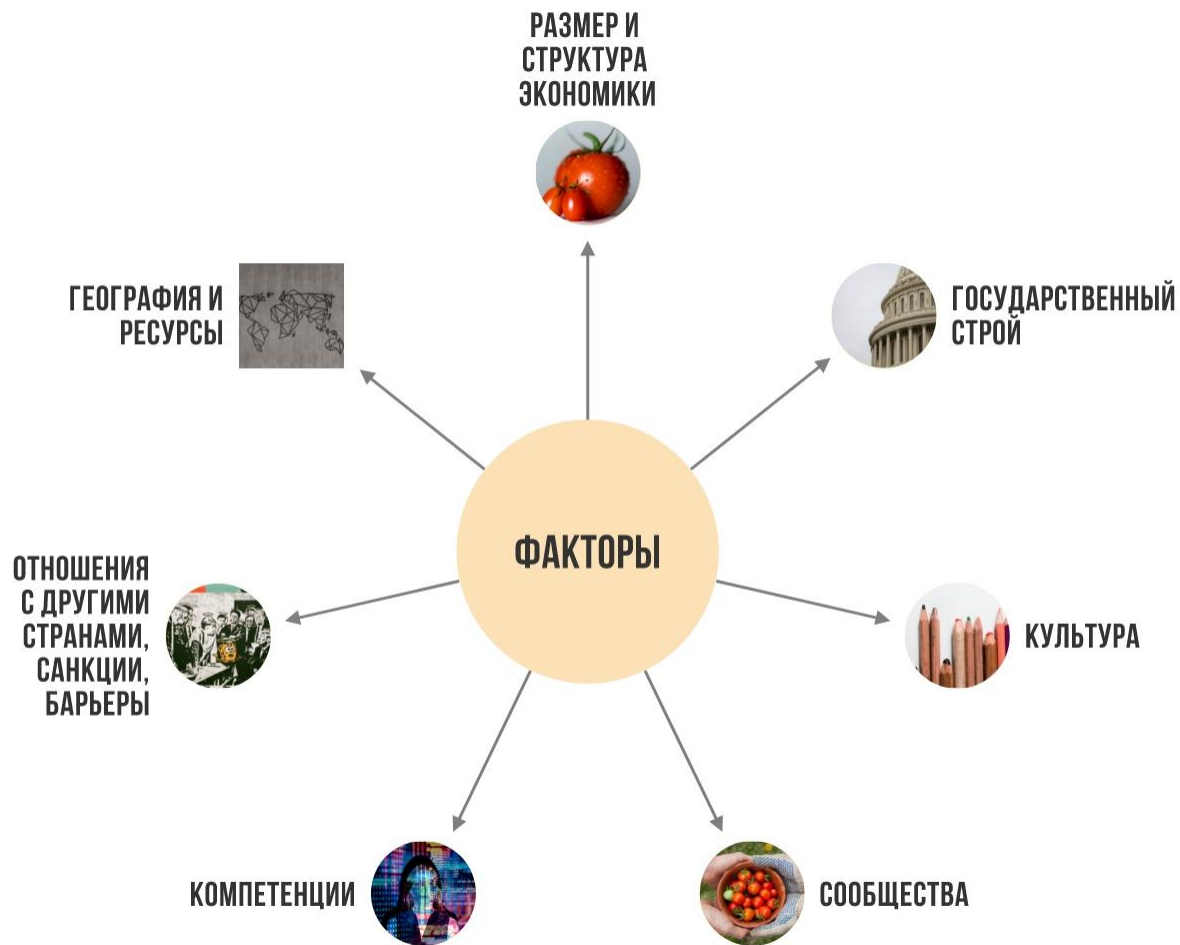 РАЗМЕР И
СТРУКТУРА
ЭКОНОМИКИ
ГЕОГРАФИЯ И
РЕСУРСЫ
ГОСУДАРСТВЕННЫЙ
СТРОЙ
ФАКТОРЫ
ОТНОШЕНИЯ
С ДРУГИМИ
СТРАНАМИ,
САНКЦИИ,
БАРЬЕРЫ
КУЛЬТУРА
КОМПЕТЕНЦИИ
СООБЩЕСТВА